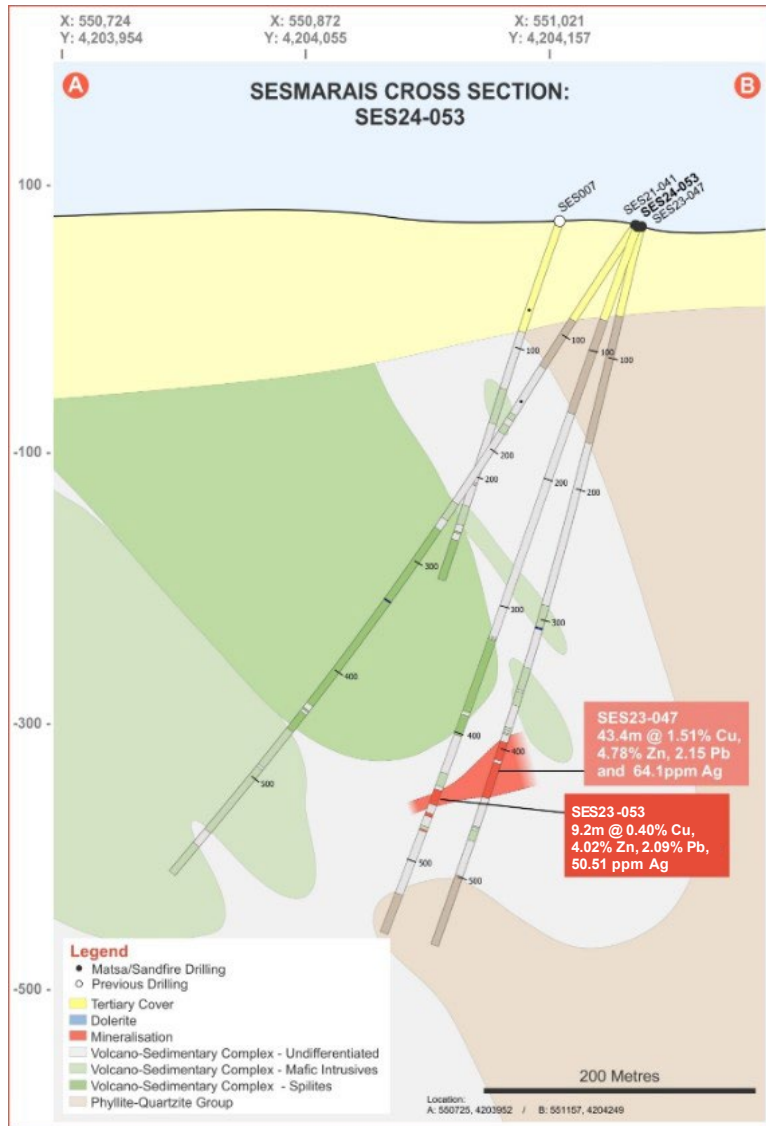 X: 550,724
Y: 4,203,954
X: 550,872
Y: 4,204,055
X: 551,021
Y: 4,204,157
A
SESMARAIS CROSS SECTION:
SES24-053
B
100 -
-100 -
-300 -
-500 -
SES007
SES21-041
SES24-053
SES23-047
100
200
100
200
300
400
500
100
200
300
400
500
100
200
300
400
500
SES23-047
43.4m @ 1.51% Cu,
4.78% Zn, 2.15 Pb
and 64.1ppm Ag
SES23-053
9.2m @ 0.40% Cu,
4.02% Zn, 2.09% Pb,
50.51 ppm Ag
Legend
Matsa/Sandfire Drilling
Previous Drilling
Tertiary Cover
Dolerite
Mineralisation
Volcano-Sedimentary Complex - Undifferentiated
Volcano-Sedimentary Complex - Mafic Intrusives
Volcano-Sedimentary Complex - Spilites
Phyllite-Quartzite Group
200 Metres
Location:
A: 550725, 4203952 / B: 551157, 4204249